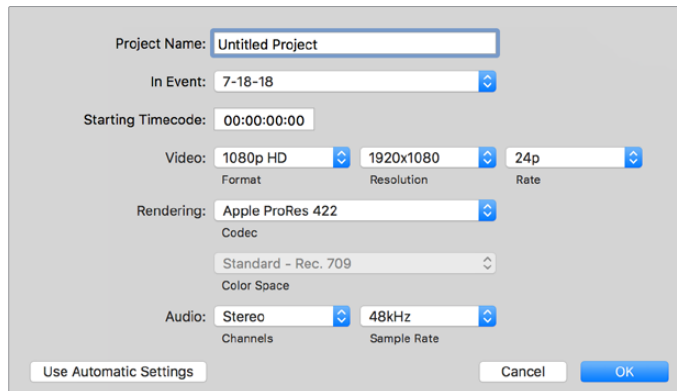 Project Name: Untitled Project
In Event: 7-18-18
Starting Timecode: 00:00:00:00
Video: 1080p HD 1920x1080 24p
Format Resolution Rate
Rendering: Apple ProRes 422
Codec
Standard - Rec. 709
Color Space
Audio: Stereo 48kHz
Channels Sample Rate
Use Automatic Settings Cancel OK